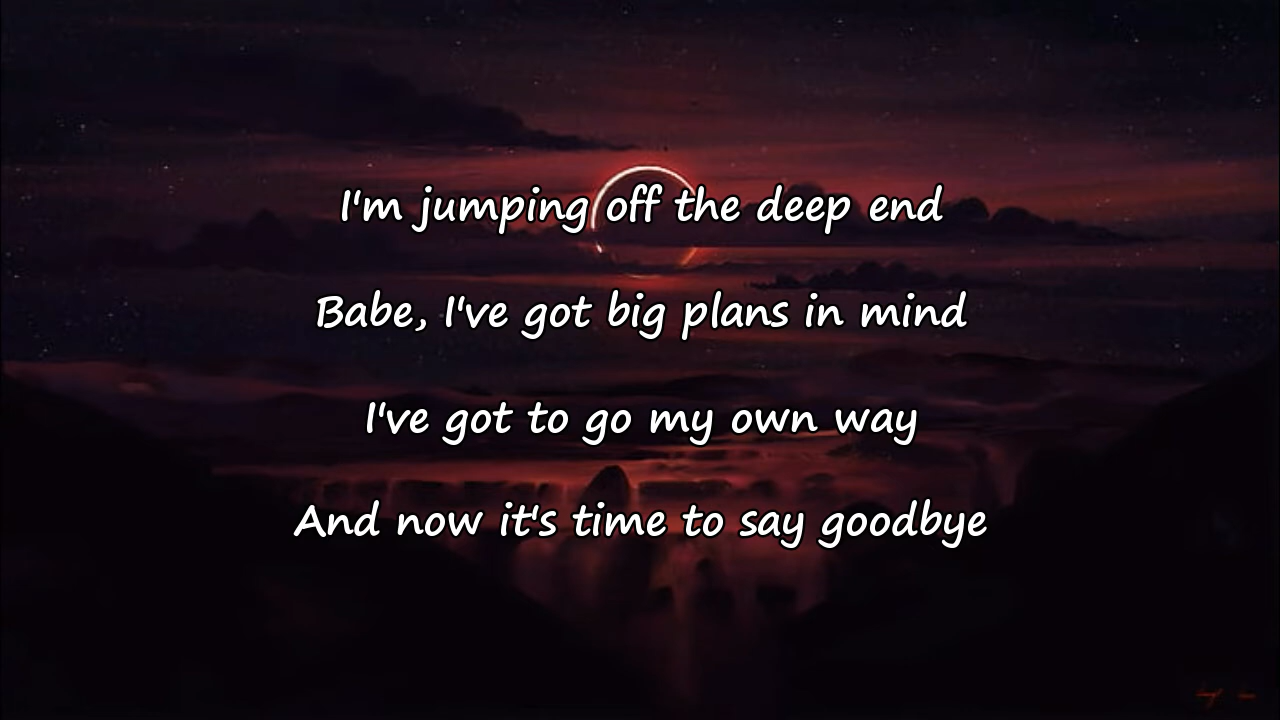 I'm jumping off the deep end
Babe, I've got big plans in mind
I've got to go my own way
And now it's time to say goodbye